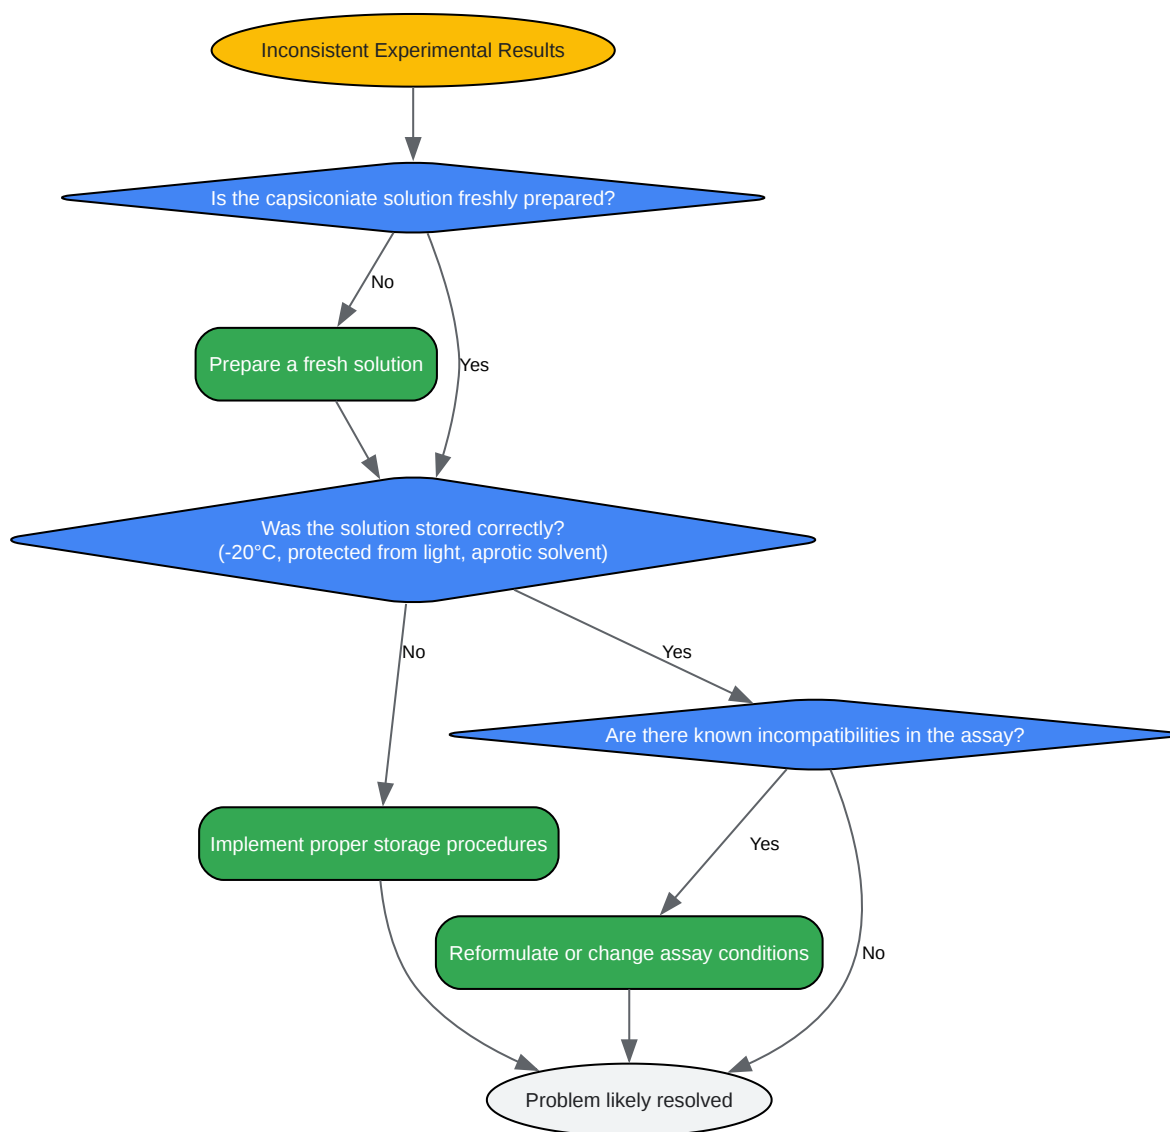 Inconsistent Experimental Results
Is the capsiconiate solution freshly prepared?
No
Prepare a fresh solution
Yes
Was the solution stored correctly?
(-20°C, protected from light, aprotic solvent)
No
Yes
Are there known incompatibilities in the assay?
Implement proper storage procedures
Yes
Reformulate or change assay conditions
No
Problem likely resolved